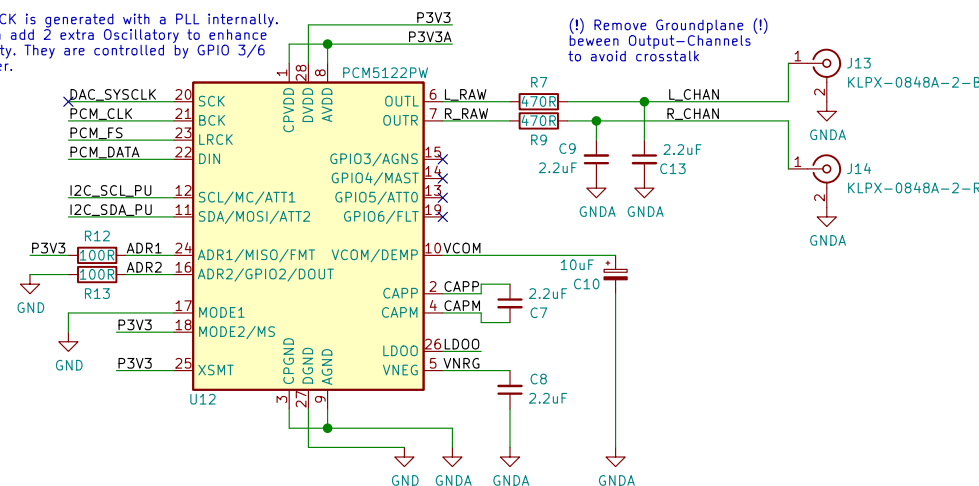 CK is generated with a PLL internally.
add 2 extra Oscillatory to enhance
ty. They are controlled by GPIO 3/6
er.
P3V3
P3V3A
(!) Remove Groundplane (!)
beween Output-Channels
to avoid crosstalk
1
28
8
PCM5122PW
CPVDD
DVDD
AVDD
DAC_SYSCLK 20 SCK
PCM_CLK 21 BCK
PCM_FS 23 LRCK
PCM_DATA 22 DIN
I2C_SCL_PU 12 SCL/MC/ATT1
I2C_SDA_PU 11 SDA/MOSI/ATT2
R12
P3V3 100R ADR1 24 ADR1/MISO/FMT
100R ADR2 16 ADR2/GPIO2/DOUT
R13
GND
17 MODE1
P3V3 18 MODE2/MS
GND
P3V3 25 XSMT
U12
OUTL 6 L_RAW
OUTR 7 R_RAW
GPIO3/AGNS 15
GPIO4/MAST 14
GPIO5/ATT0 13
GPIO6/FLT 19
VCOM/DEMP 10 VCOM
CAPP 2 CAPP
CAPM 4 CAPM
LDOO 26 LDOO
VNEG 5 VNRG
CPGND
DGND
AGND
3
27
9
R7
470R
470R
R9
L_CHAN
R_CHAN
C9
2.2uF
2.2uF
C13
GNDA
GNDA
1
J13
KLPX-0848A-2-B
2
GNDA
1
J14
KLPX-0848A-2-R
2
GNDA
10uF
+
C10
2.2uF
C7
C8
2.2uF
GND
GNDA
GNDA
GNDA